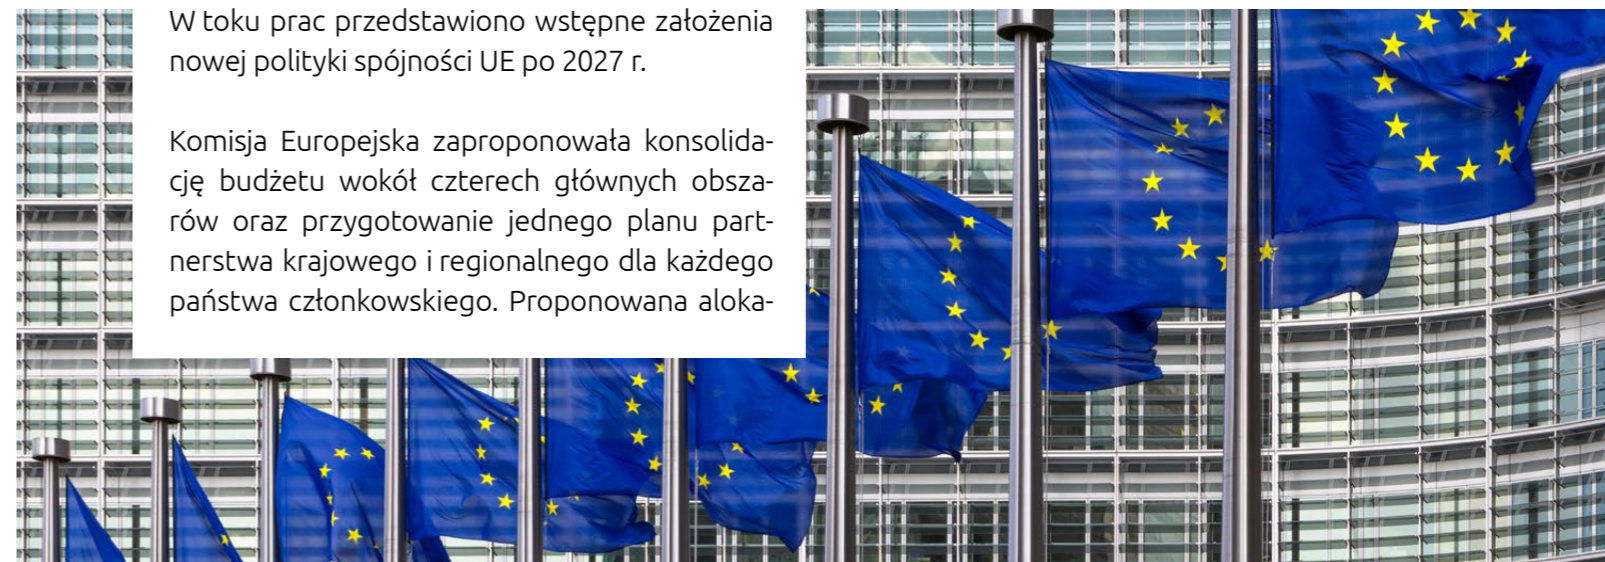 W toku prac przedstawiono wstępne założenia
nowej polityki spójności UE po 2027 r.
Komisja Europejska zaproponowała konsolida-
cję budżetu wokół czterech głównych obsza-
rów oraz przygotowanie jednego planu part-
nerstwa krajowego i regionalnego dla każdego
państwa członkowskiego. Proponowana aloka-